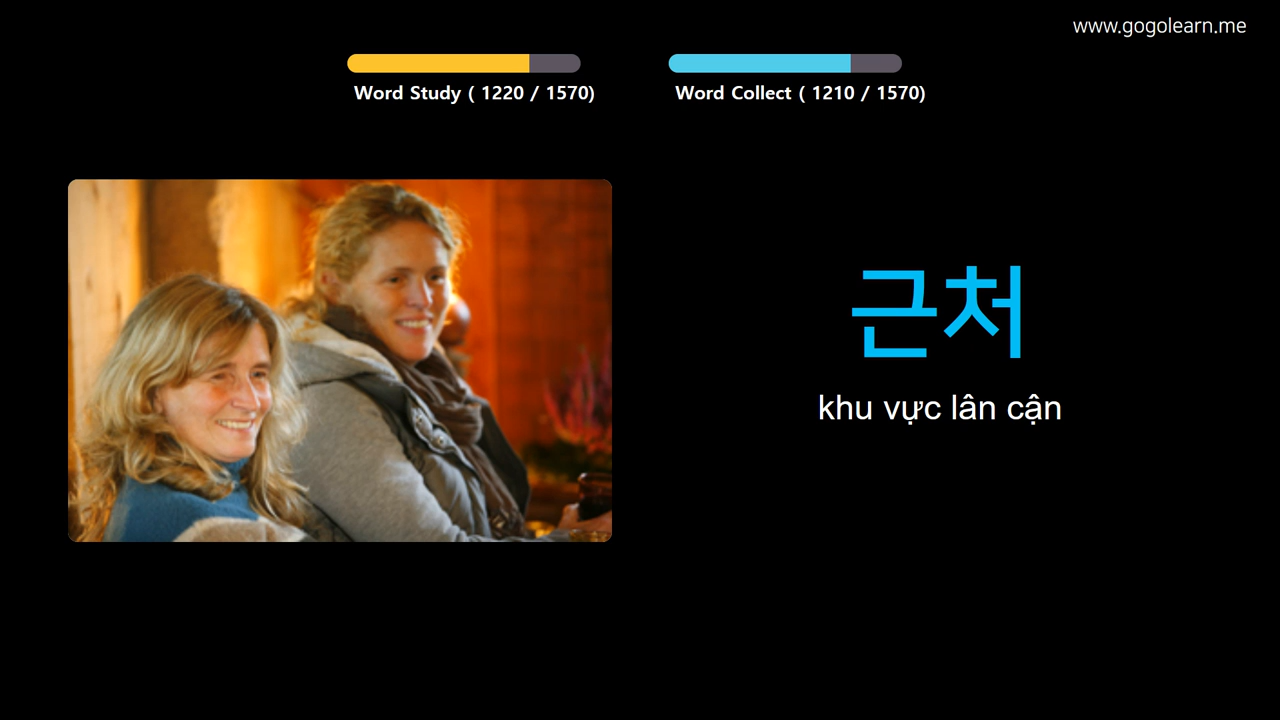 www.gogolearn.me
Word Study ( 1220 / 1570)
Word Collect ( 1210 / 1570)
근처
khu vực lân cận